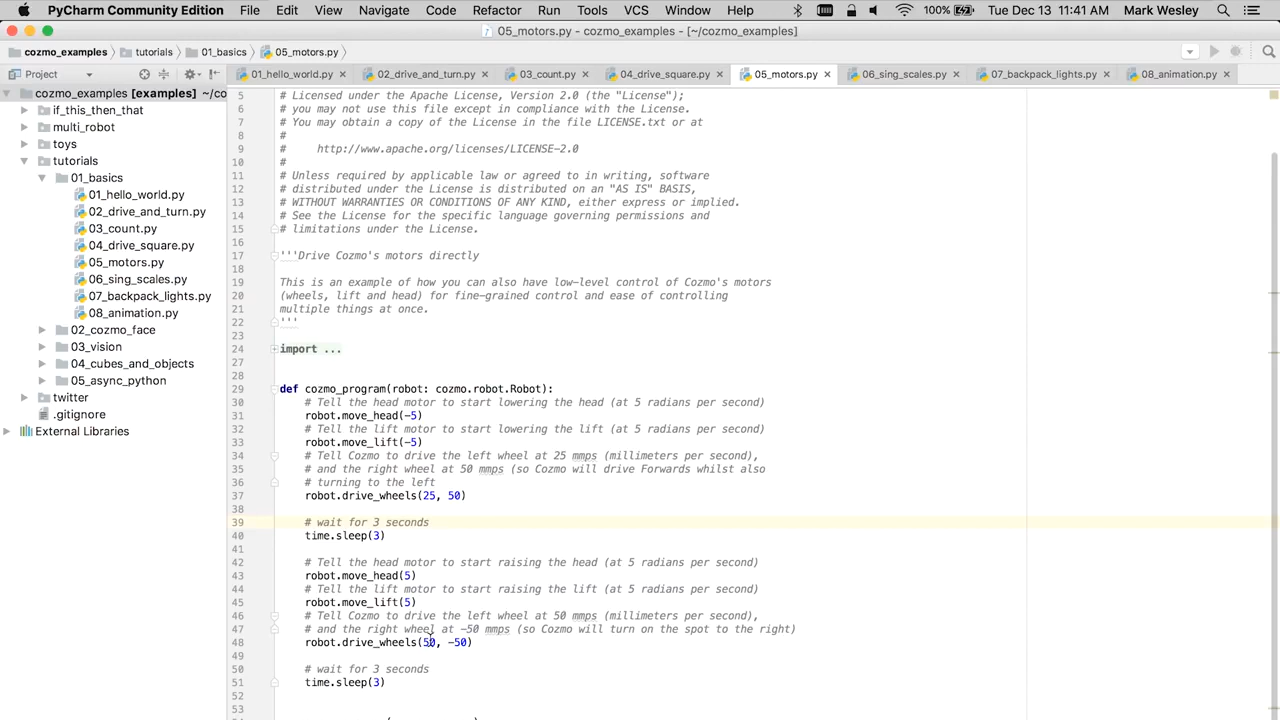 PyCharm Community Edition File Edit View Navigate Code Refactor Run Tools VCS Window Help 100% Tue Dec 13 11:41 AM Mark Wesley
05_motors.py - cozmo_examples - [~/cozmo_examples]
cozmo_examples tutorials 01_basics 05_motors.py
Project 01_hello_world.py 02_drive_and_turn.py 03_count.py 04_drive_square.py 05_motors.py 06_sing_scales.py 07_backpack_lights.py 08_animation.py
cozmo_examples [examples] ~/co
if_this_then_that
multi_robot
toys
tutorials
01_basics
01_hello_world.py
02_drive_and_turn.py
03_count.py
04_drive_square.py
05_motors.py
06_sing_scales.py
07_backpack_lights.py
08_animation.py
02_cozmo_face
03_vision
04_cubes_and_objects
05_async_python
twitter
.gitignore
External Libraries
5 # Licensed under the Apache License, Version 2.0 (the "License");
6 # you may not use this file except in compliance with the License.
7 # You may obtain a copy of the License in the file LICENSE.txt or at
8 #
9 #     http://www.apache.org/licenses/LICENSE-2.0
10 #
11 # Unless required by applicable law or agreed to in writing, software
12 # distributed under the License is distributed on an "AS IS" BASIS,
13 # WITHOUT WARRANTIES OR CONDITIONS OF ANY KIND, either express or implied.
14 # See the License for the specific language governing permissions and
15 # limitations under the License.
16
17 '''Drive Cozmo's motors directly
18
19 This is an example of how you can also have low-level control of Cozmo's motors
20 (wheels, lift and head) for fine-grained control and ease of controlling
21 multiple things at once.
22 '''
23
24 import ...
27
28
29 def cozmo_program(robot: cozmo.robot.Robot):
30     # Tell the head motor to start lowering the head (at 5 radians per second)
31     robot.move_head(-5)
32     # Tell the lift motor to start lowering the lift (at 5 radians per second)
33     robot.move_lift(-5)
34     # Tell Cozmo to drive the left wheel at 25 mmps (millimeters per second),
35     # and the right wheel at 50 mmps (so Cozmo will drive Forwards whilst also
36     # turning to the left
37     robot.drive_wheels(25, 50)
38
39     # wait for 3 seconds
40     time.sleep(3)
41
42     # Tell the head motor to start raising the head (at 5 radians per second)
43     robot.move_head(5)
44     # Tell the lift motor to start raising the lift (at 5 radians per second)
45     robot.move_lift(5)
46     # Tell Cozmo to drive the left wheel at 50 mmps (millimeters per second),
47     # and the right wheel at -50 mmps (so Cozmo will turn on the spot to the right)
48     robot.drive_wheels(50, -50)
49
50     # wait for 3 seconds
51     time.sleep(3)
52
53